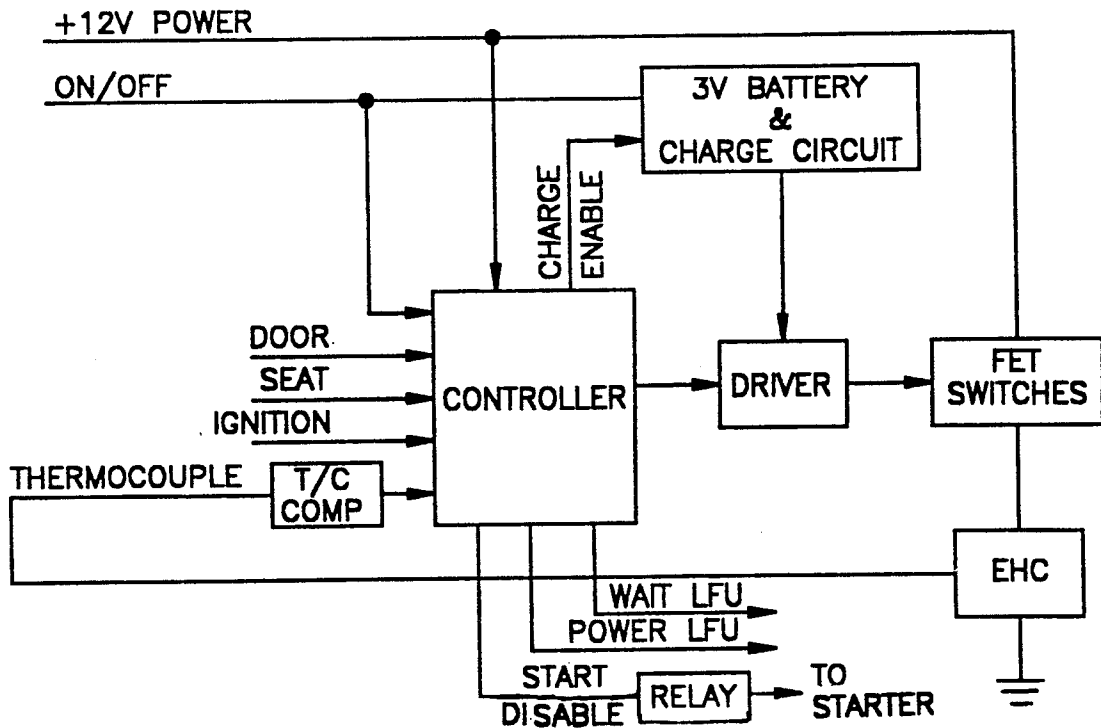 +12V POWER
ON/OFF
3V BATTERY
&
CHARGE CIRCUIT
CHARGE
ENABLE
DOOR
SEAT
IGNITION
THERMOCOUPLE
T/C
COMP
CONTROLLER
DRIVER
FET
SWITCHES
EHC
WAIT LFU
POWER LFU
START
DISABLE
RELAY
TO
STARTER